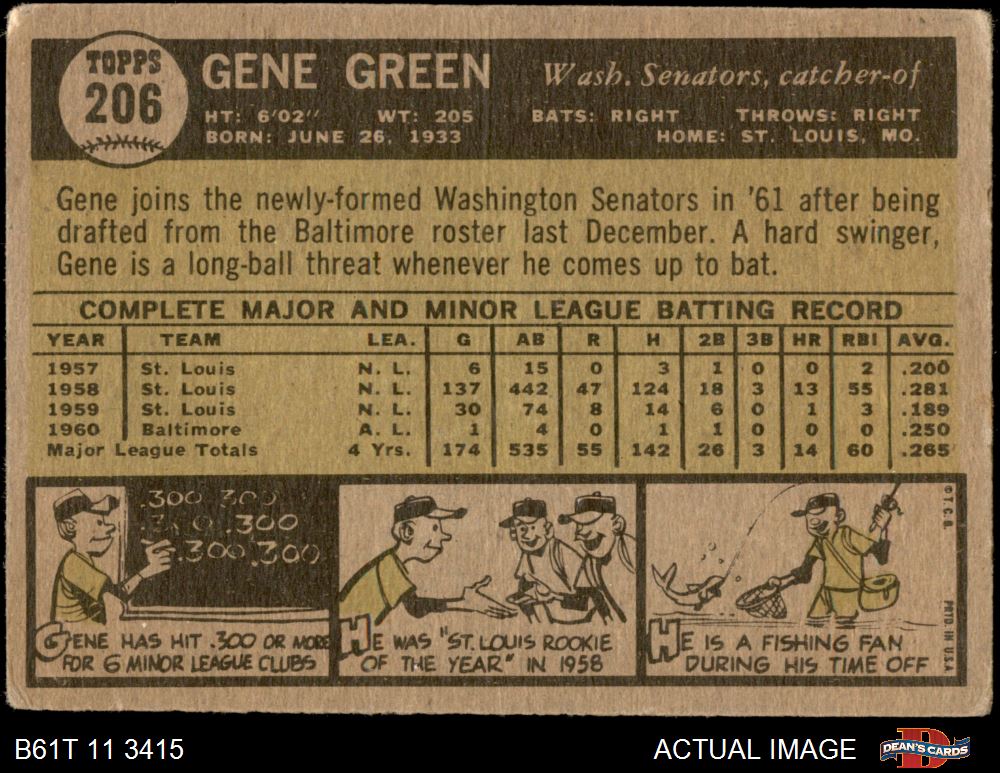 TOPPS
206
GENE GREEN
Wash. Senators, catcher-of
HT: 6'02" WT: 205 BATS: RIGHT THROWS: RIGHT
BORN: JUNE 26, 1933 HOME: ST. LOUIS, MO.
Gene joins the newly-formed Washington Senators in '61 after being
drafted from the Baltimore roster last December. A hard swinger,
Gene is a long-ball threat whenever he comes up to bat.
COMPLETE MAJOR AND MINOR LEAGUE BATTING RECORD
YEAR TEAM LEA. G AB R H 2B 3B HR RBI AVG.
1957 St. Louis N. L. 6 15 0 3 1 0 0 2 .200
1958 St. Louis N. L. 137 442 47 124 18 3 13 55 .281
1959 St. Louis N. L. 30 74 8 14 6 0 1 3 .189
1960 Baltimore A. L. 1 4 0 1 1 0 0 0 .250
Major League Totals 4 Yrs. 174 535 55 142 26 3 14 60 .265
.300 300
.300 .300
.300 .300
GENE HAS HIT .300 OR MORE
FOR 6 MINOR LEAGUE CLUBS
HE WAS "ST. LOUIS ROOKIE
OF THE YEAR" IN 1958
HE IS A FISHING FAN
DURING HIS TIME OFF
© T.C.G.
PRTD IN U.S.A.
B61T 11 3415
ACTUAL IMAGE
DEAN'S CARDS